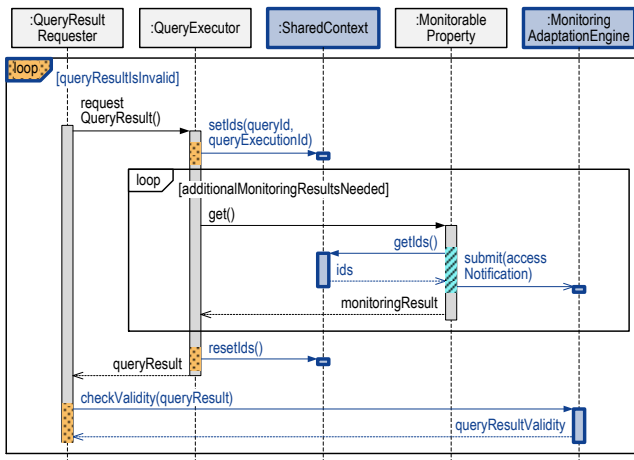 :QueryResult
Requester
:QueryExecutor
:SharedContext
:Monitorable
Property
:Monitoring
AdaptationEngine
loop
[queryResultIsInvalid]
request
QueryResult()
setIds(queryId,
queryExecutionId)
loop
[additionalMonitoringResultsNeeded]
get()
getIds()
ids
submit(access
Notification)
monitoringResult
resetIds()
queryResult
checkValidity(queryResult)
queryResultValidity